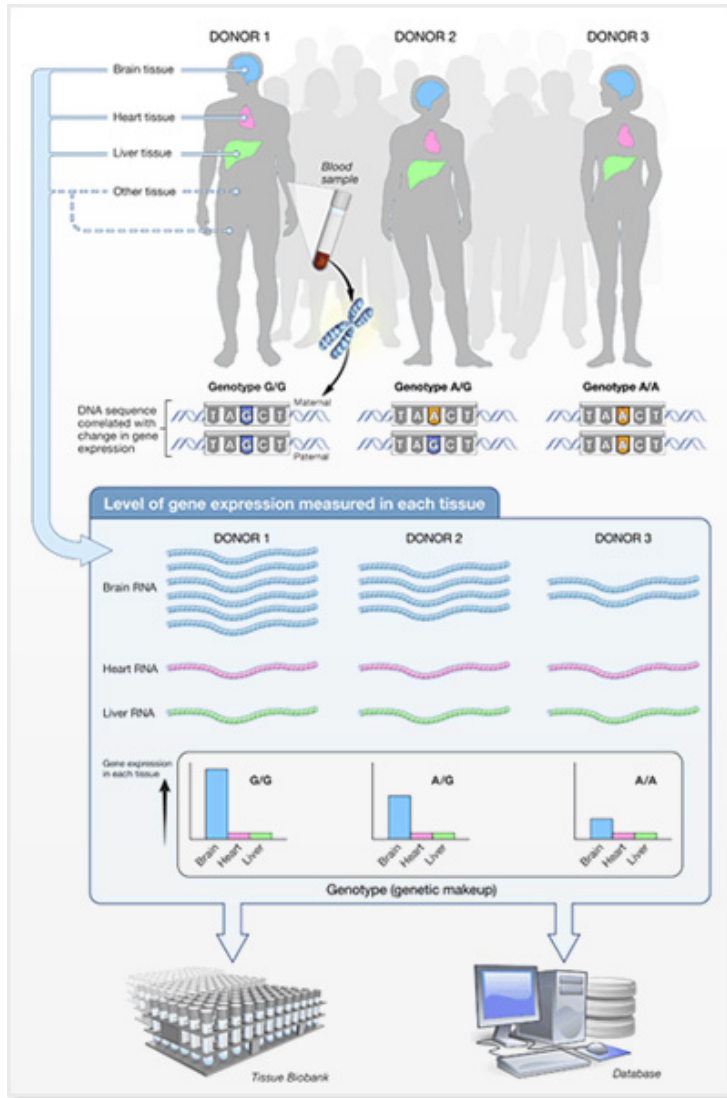 DONOR 1
DONOR 2
DONOR 3
Brain tissue
Heart tissue
Liver tissue
Other tissue
Blood
sample
Genotype G/G
Genotype A/G
Genotype A/A
DNA sequence
correlated with
change in gene
expression
Maternal
Paternal
T A G C T
T A G C T
T A A C T
T A G C T
T A A C T
T A A C T
Level of gene expression measured in each tissue
DONOR 1
DONOR 2
DONOR 3
Brain RNA
Heart RNA
Liver RNA
Gene expression
in each tissue
G/G
A/G
A/A
Brain
Heart
Liver
Brain
Heart
Liver
Brain
Heart
Liver
Genotype (genetic makeup)
Tissue Biobank
Database